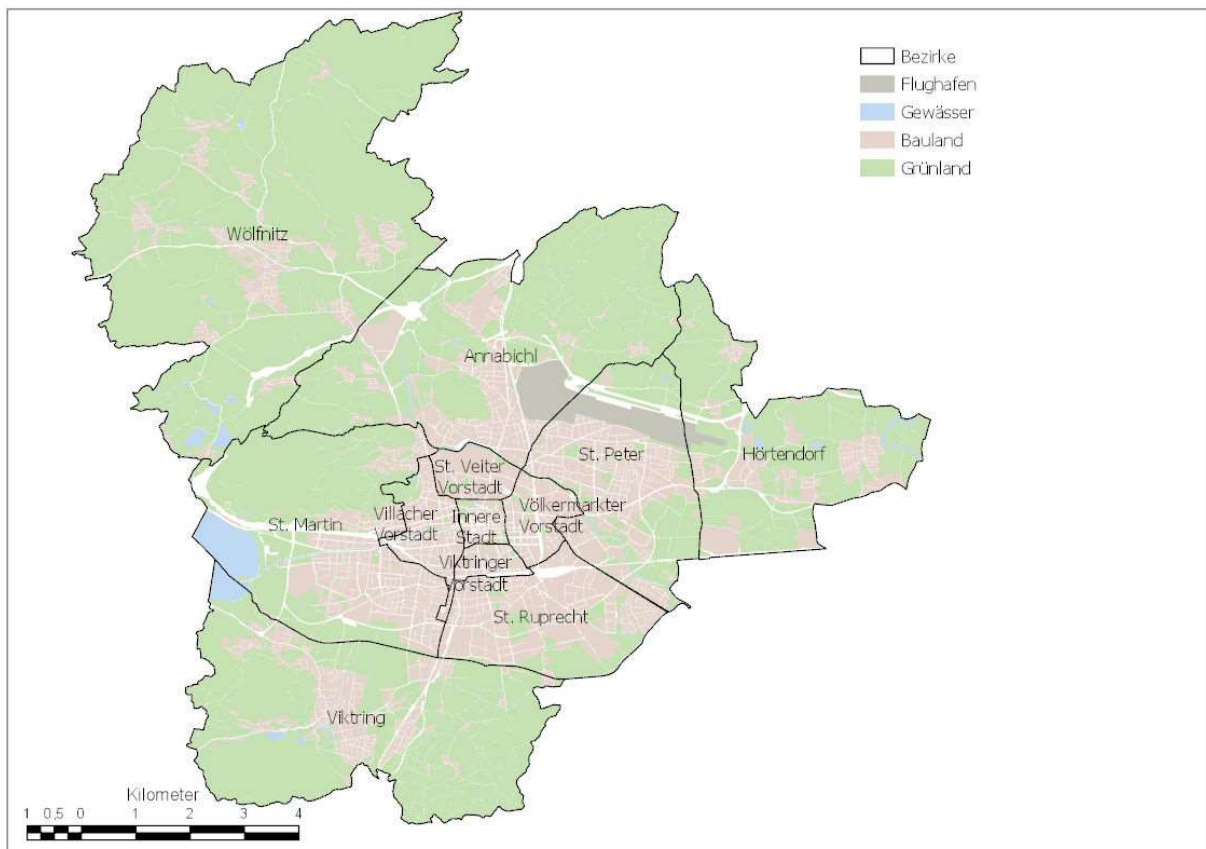 Bezirke
Flughafen
Gewässer
Bauland
Grünland
Wölfnitz
Annabichl
St. Peter
Hörtendorf
St. Veiter
Vorstadt
Völkermarkter
Vorstadt
Villacher
Vorstadt
Innere
Stadt
St. Martin
Viktringer
Vorstadt
St. Ruprecht
Viktring
Kilometer
1 0,5 0 1 2 3 4